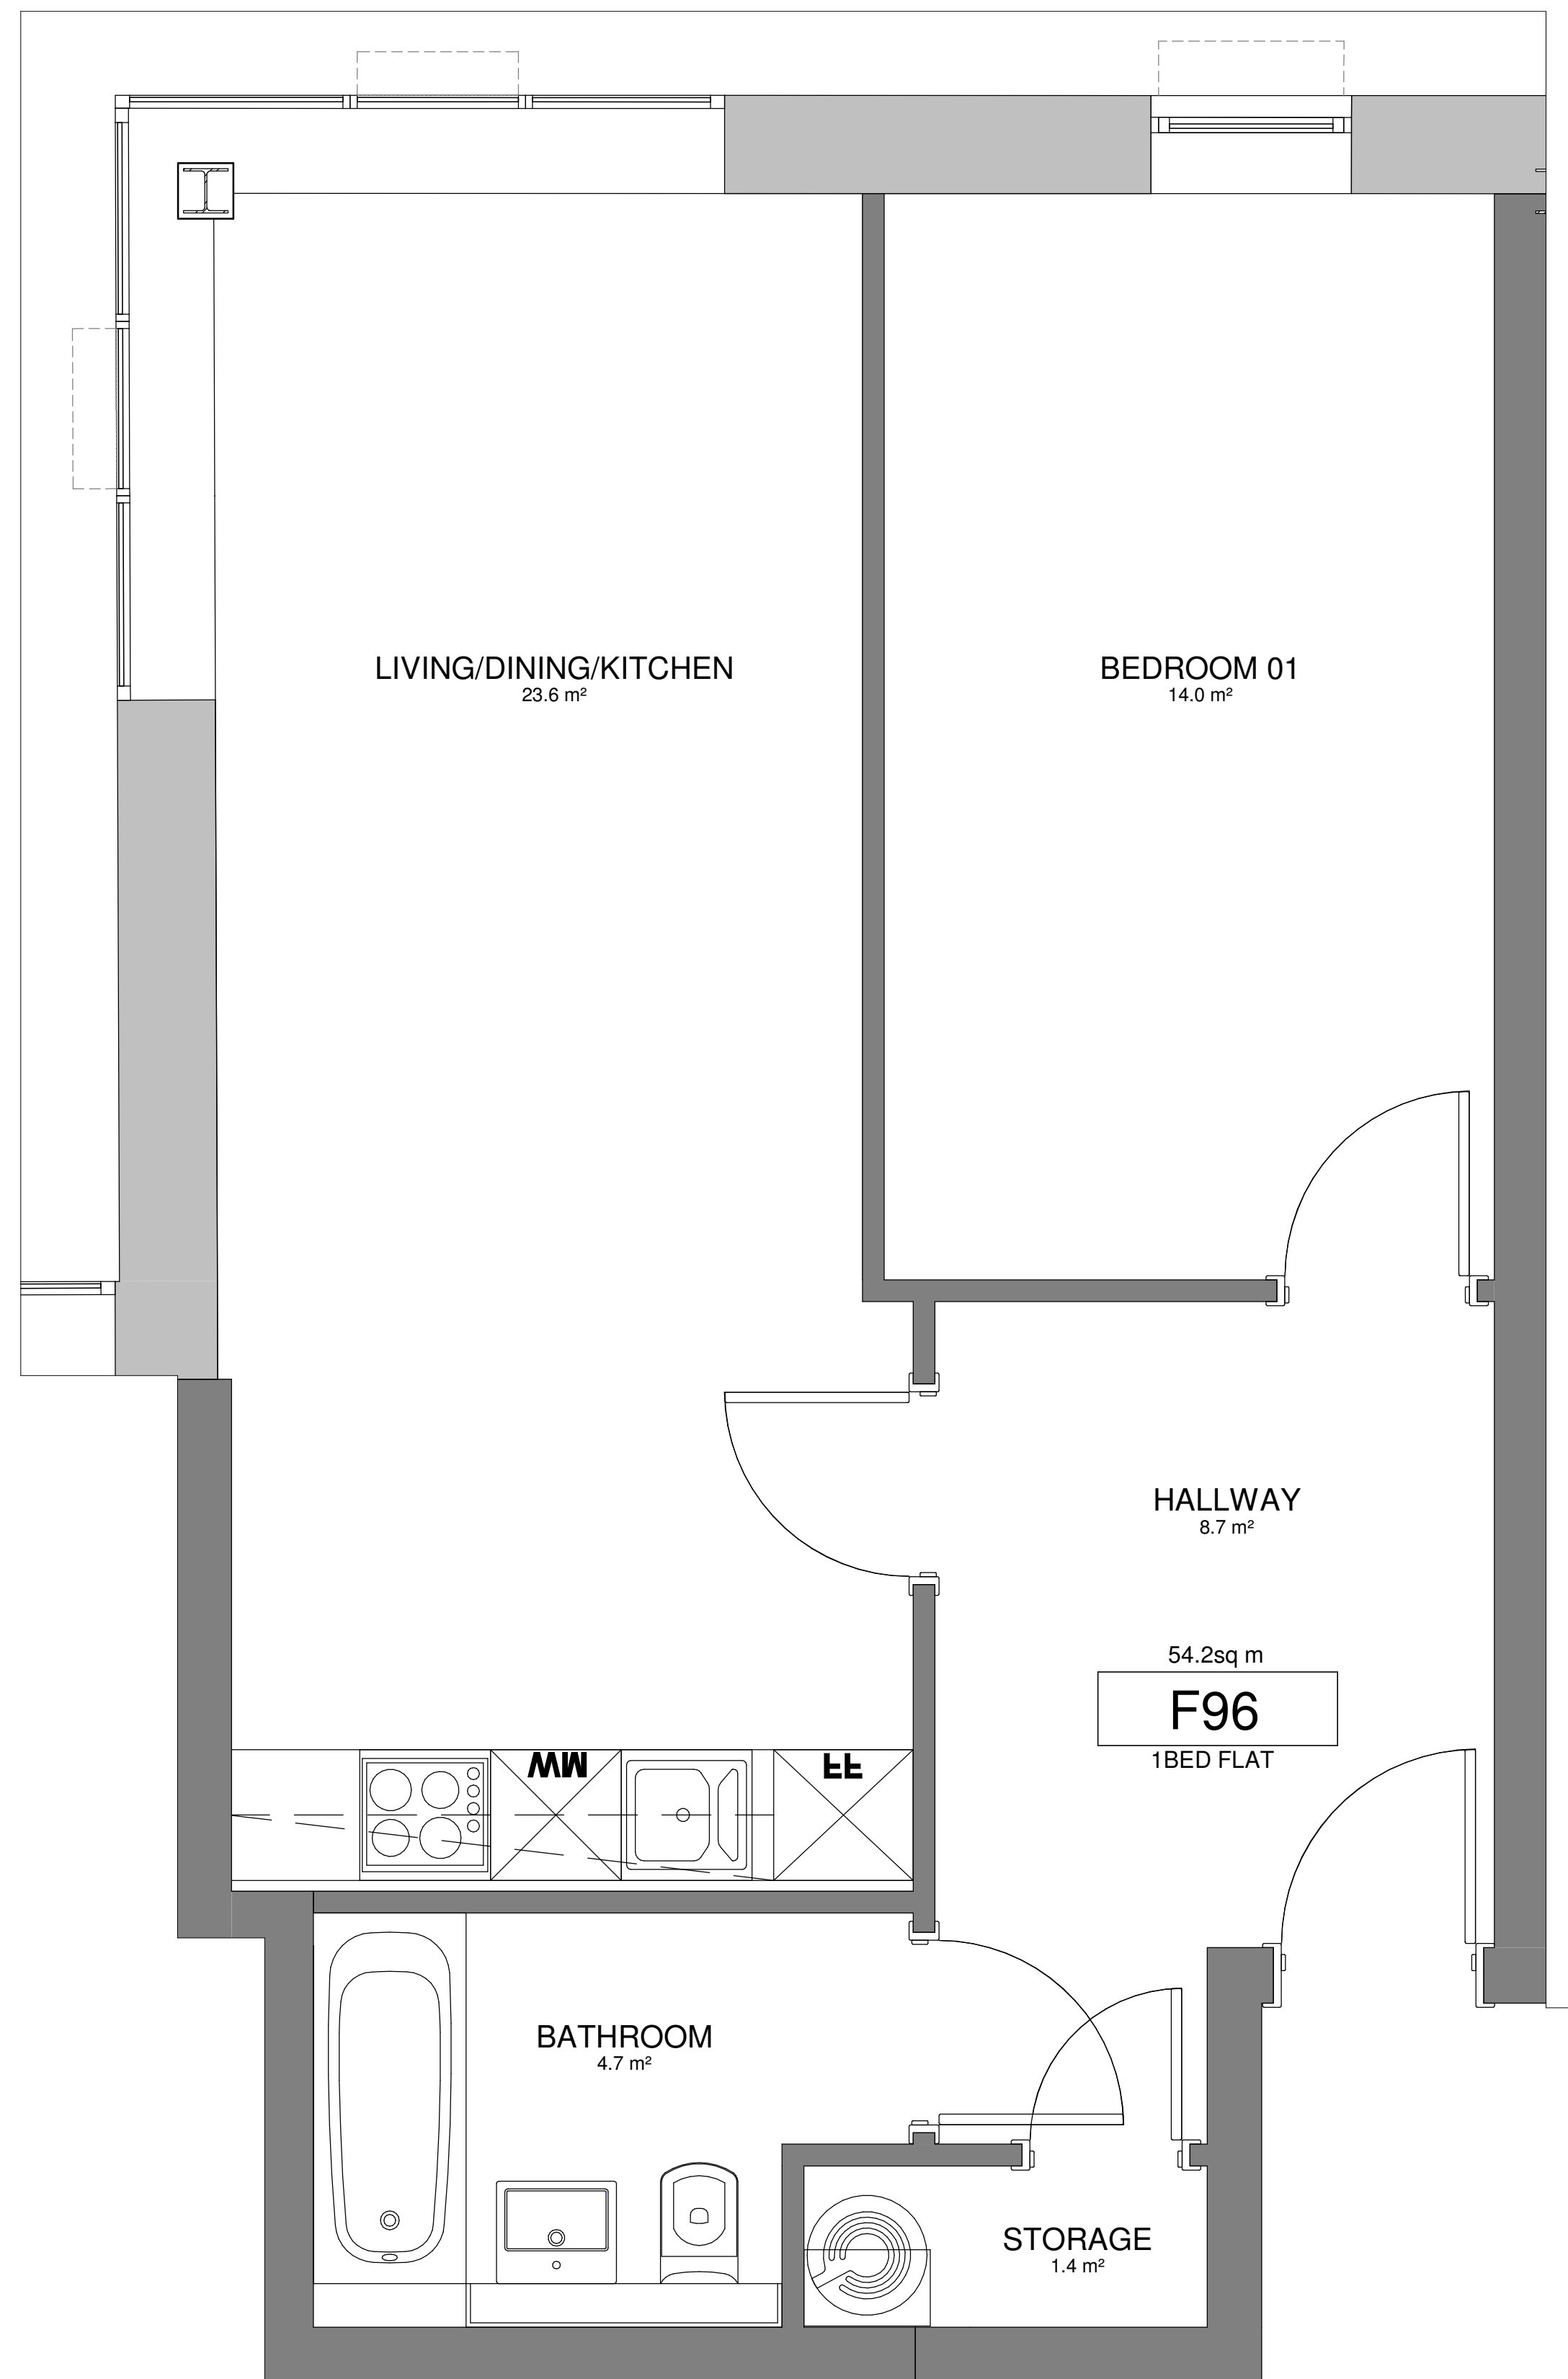 LIVING/DINING/KITCHEN
23.6 m²
BEDROOM 01
14.0 m²
HALLWAY
8.7 m²
54.2sq m
F96
1BED FLAT
WM
FF
BATHROOM
4.7 m²
STORAGE
1.4 m²